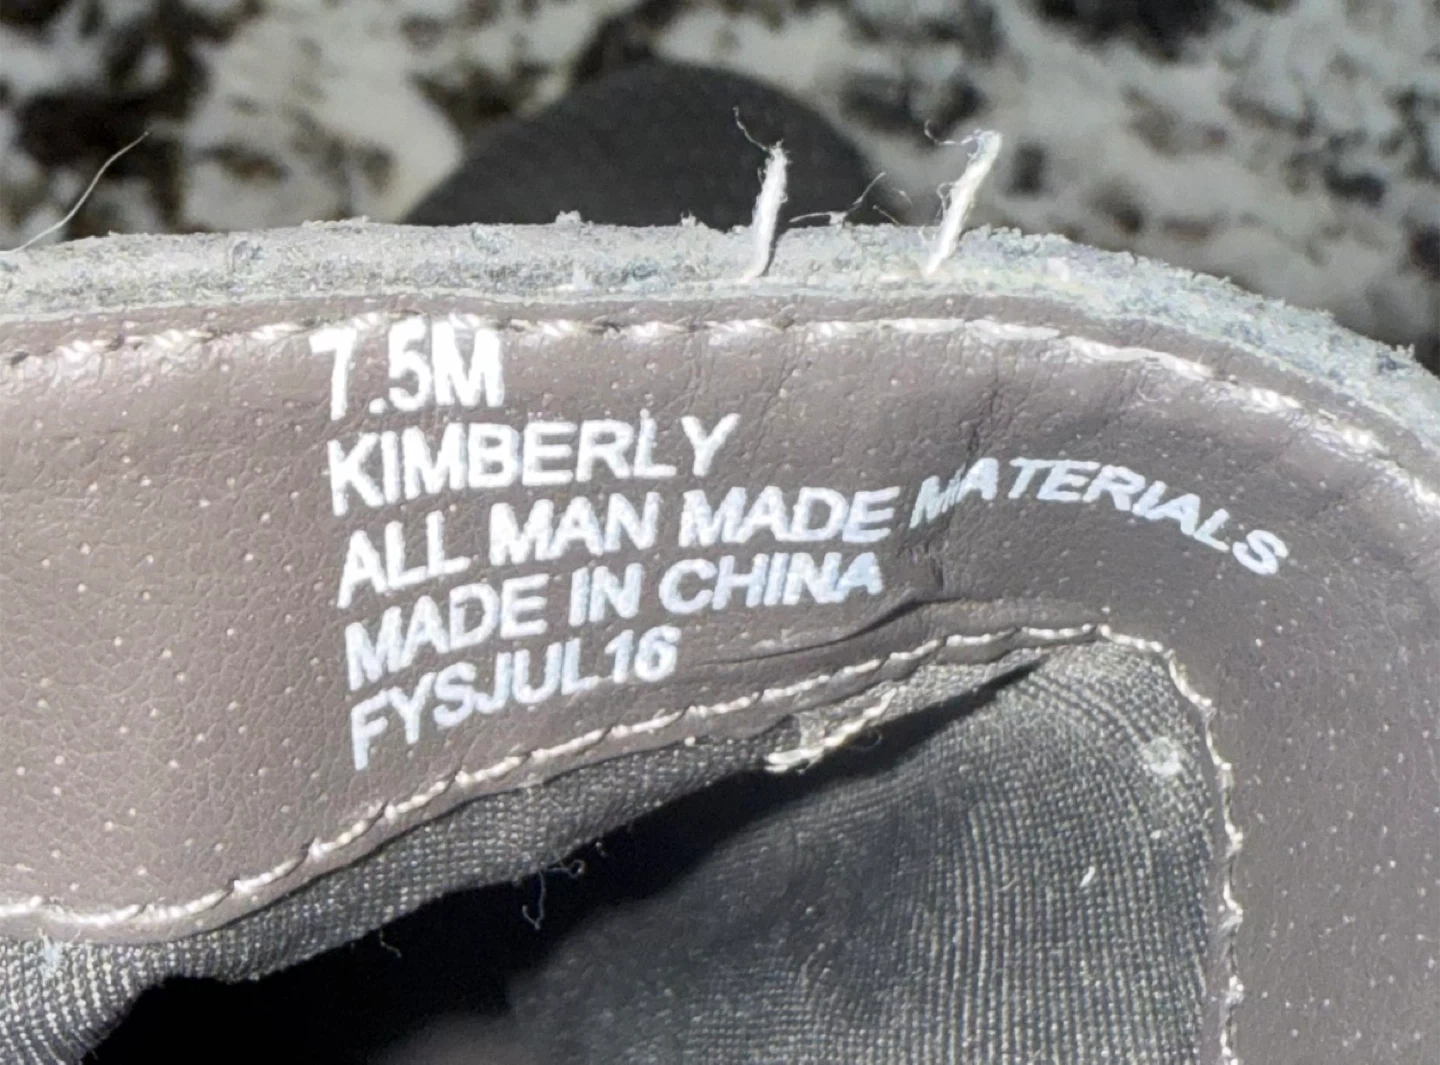 7.5M
KIMBERLY
ALL MAN MADE MATERIALS
MADE IN CHINA
FYSJUL16